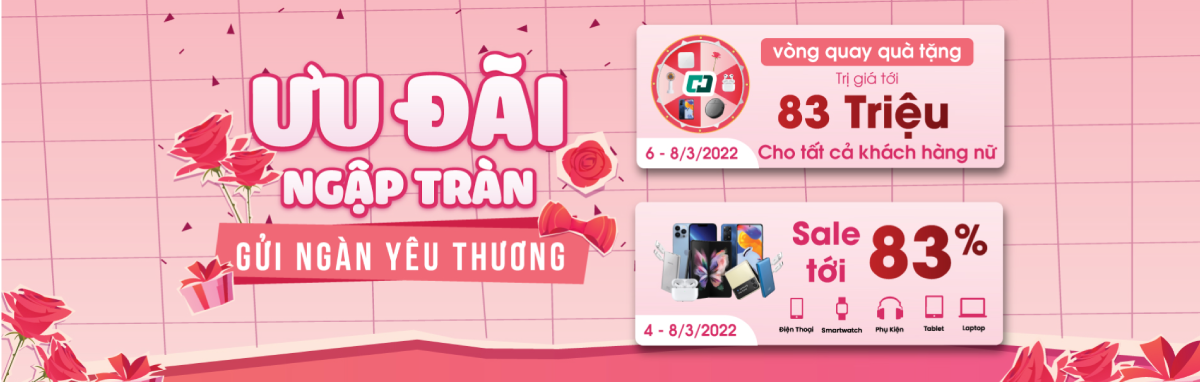 ƯU ĐÃI
NGẬP TRÀN
GỬI NGÀN YÊU THƯƠNG
vòng quay quà tặng
Trị giá tới
83 Triệu
6 - 8/3/2022
Cho tất cả khách hàng nữ
Sale
tới
83%
4 - 8/3/2022
Điện Thoại
Smartwatch
Phụ Kiện
Tablet
Laptop